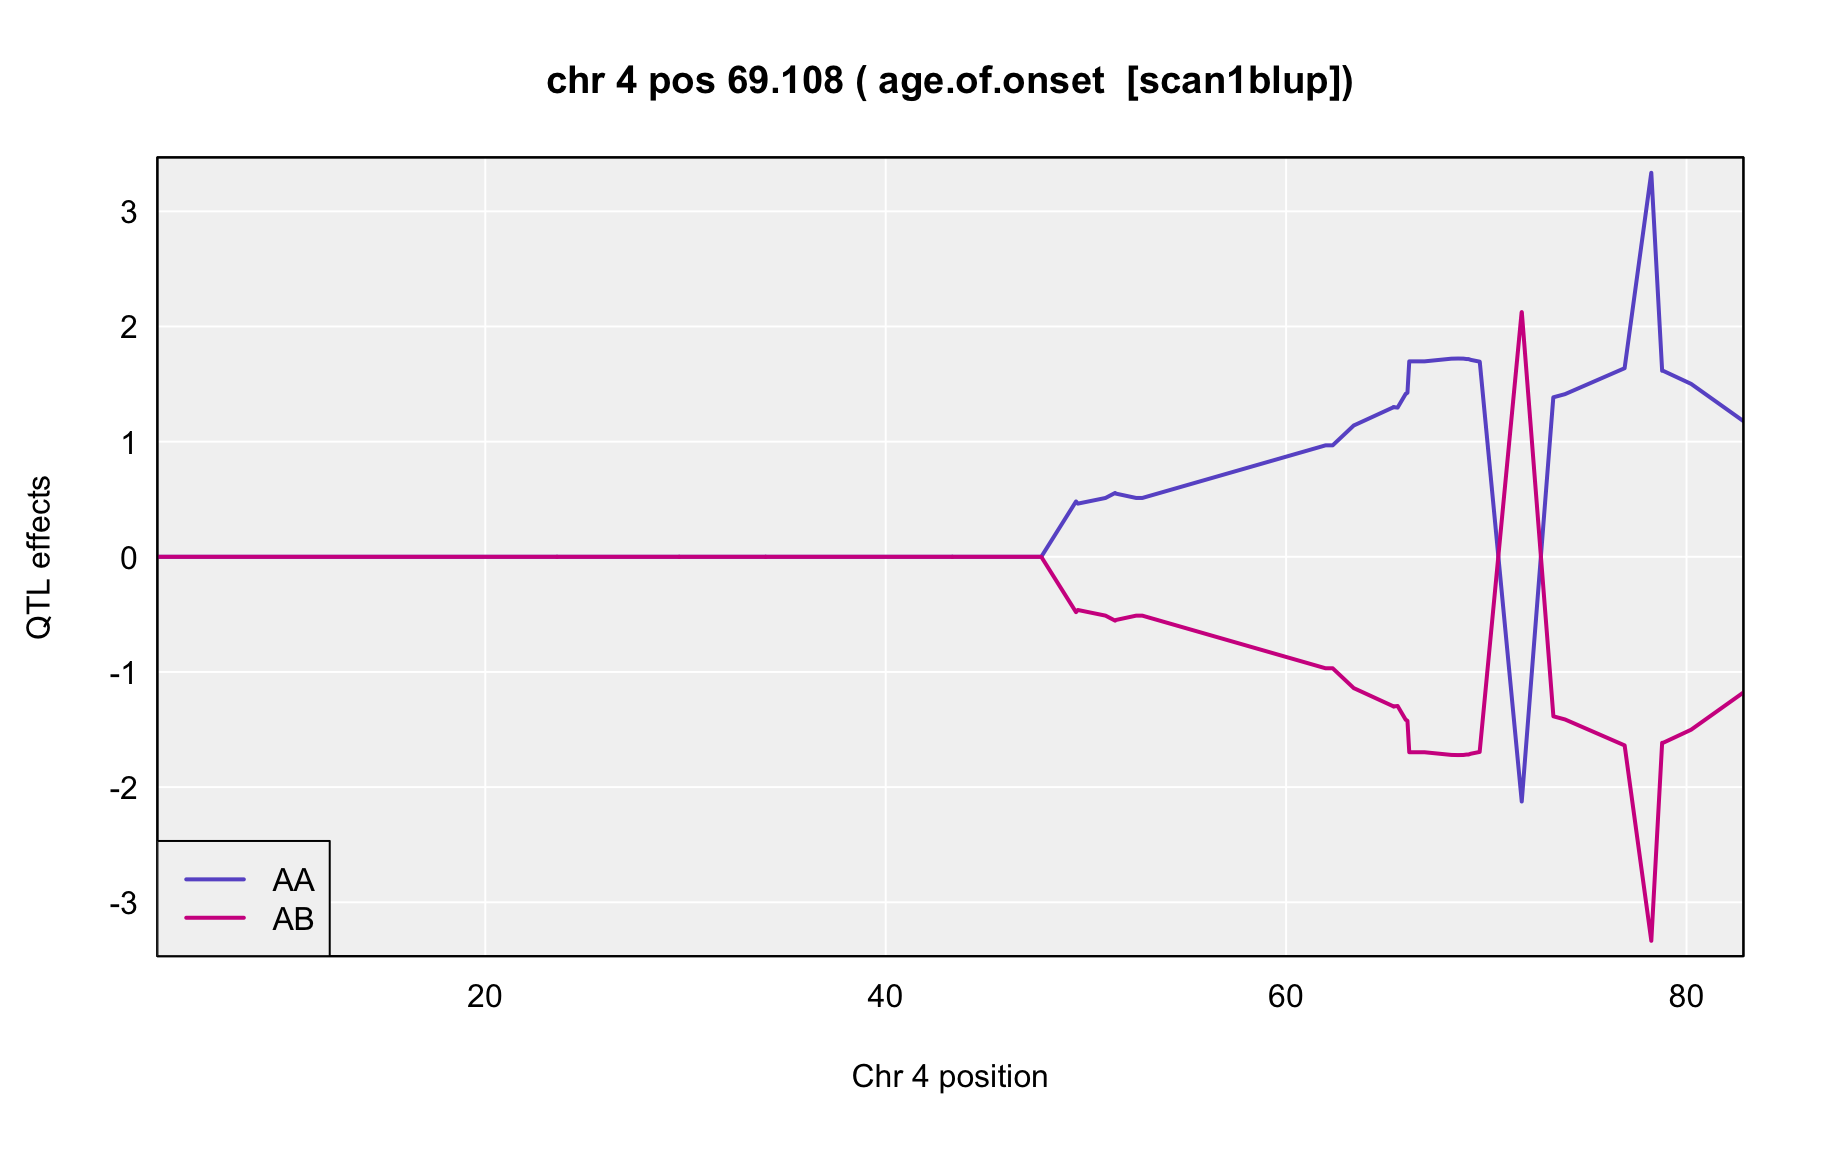 chr 4 pos 69.108 ( age.of.onset  [scan1blup])
QTL effects
3
2
1
0
-1
-2
-3
AA
AB
20 40 60 80
Chr 4 position